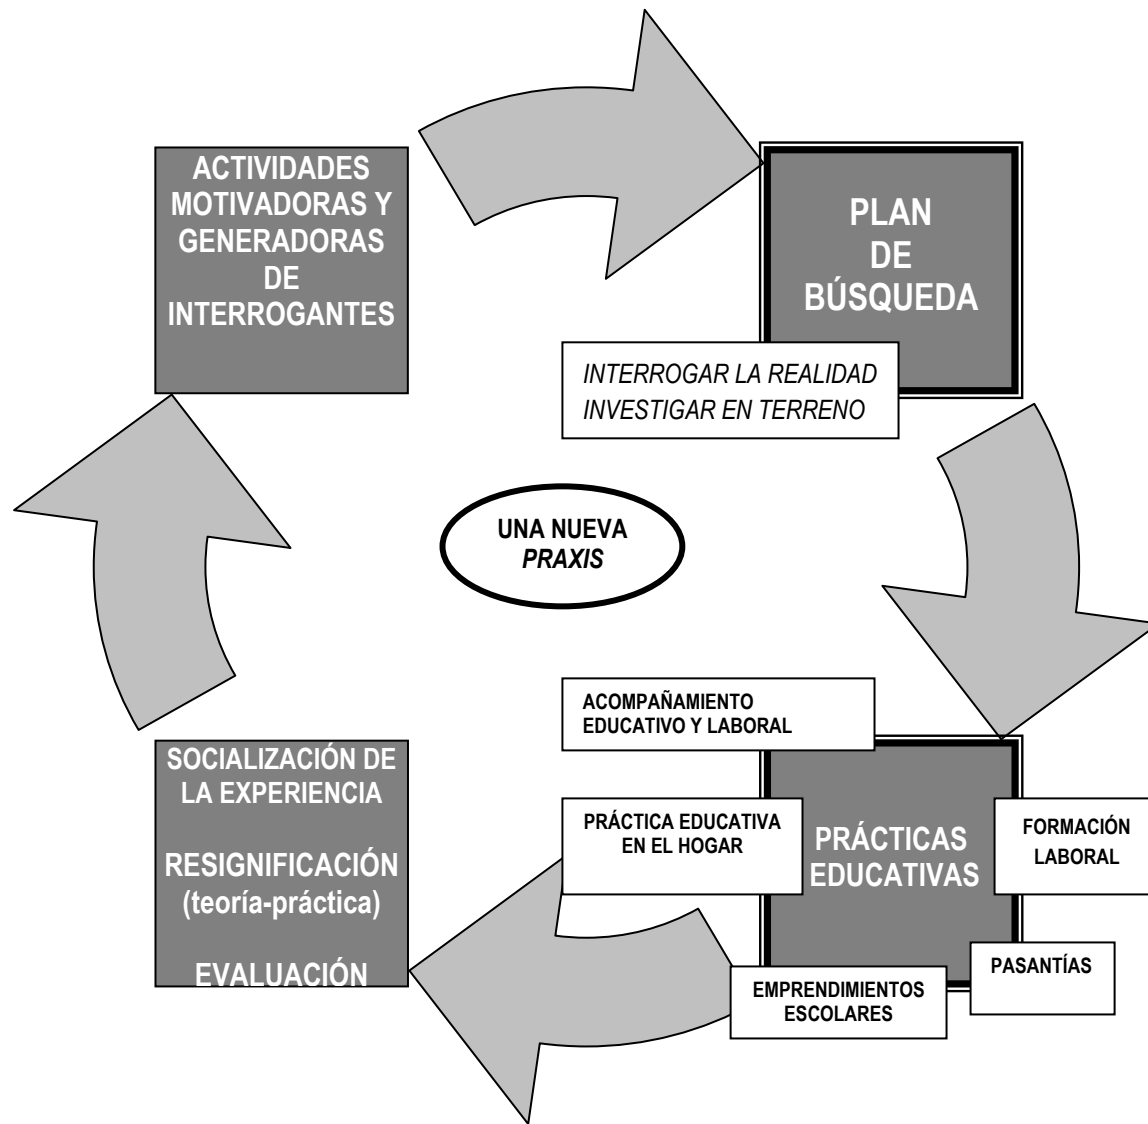 ACTIVIDADES
MOTIVADORAS Y
GENERADORAS
DE
INTERROGANTES
PLAN
DE
BÚSQUEDA
INTERROGAR LA REALIDAD
INVESTIGAR EN TERRENO
UNA NUEVA
PRAXIS
ACOMPAÑAMIENTO
EDUCATIVO Y LABORAL
PRÁCTICA EDUCATIVA
EN EL HOGAR
PRÁCTICAS
EDUCATIVAS
FORMACIÓN
LABORAL
PASANTÍAS
EMPRENDIMIENTOS
ESCOLARES
SOCIALIZACIÓN DE
LA EXPERIENCIA
RESIGNIFICACIÓN
(teoría-práctica)
EVALUACIÓN